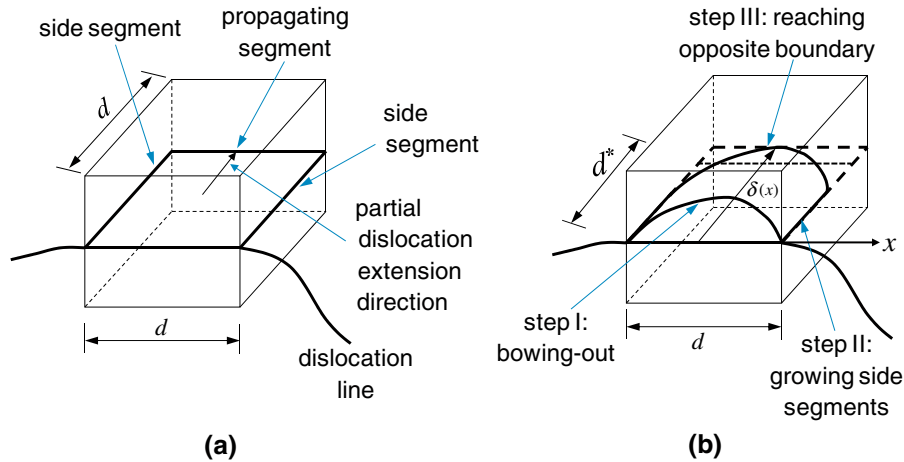 side segment
propagating
segment
d
side
segment
partial
dislocation
extension
direction
d
dislocation
line
(a)
step III: reaching
opposite boundary
d*
δ(x)
x
step I:
bowing-out
d
step II:
growing side
segments
(b)